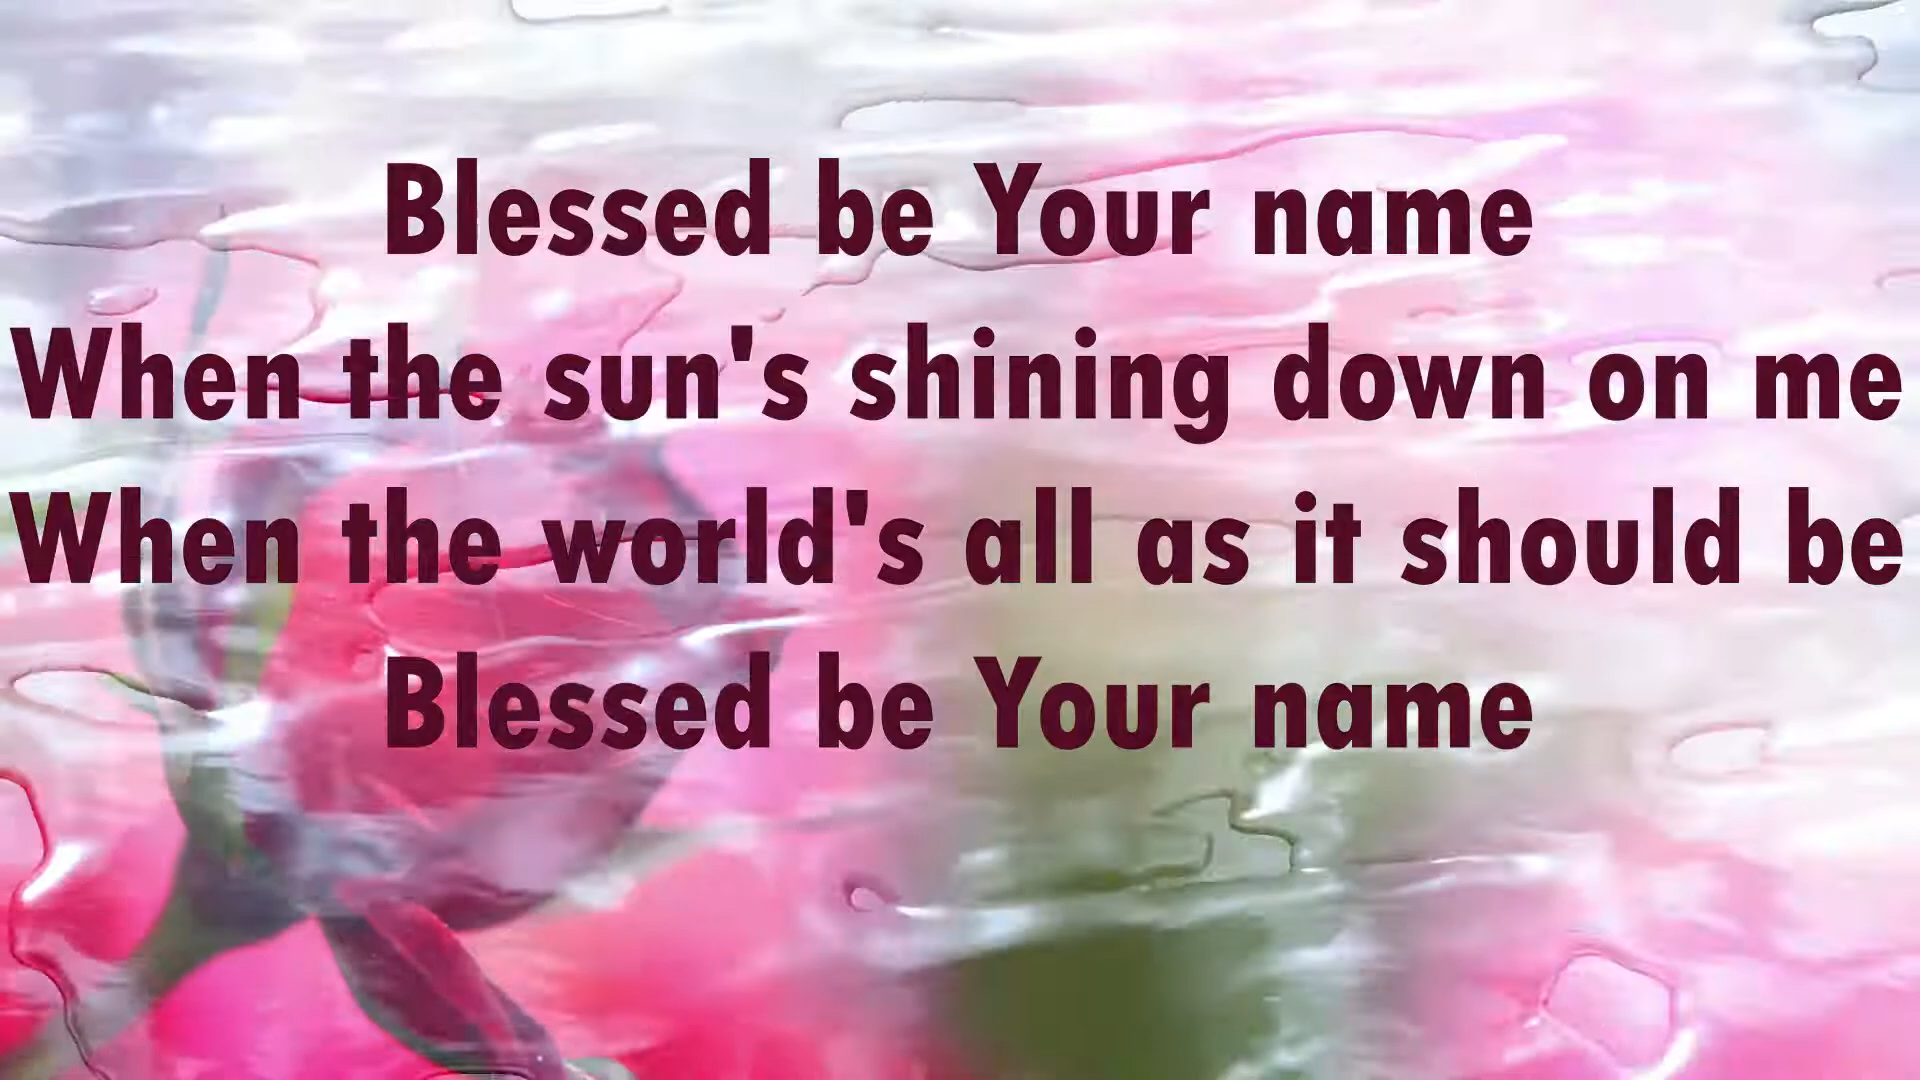 Blessed be Your name
When the sun's shining down on me
When the world's all as it should be
Blessed be Your name